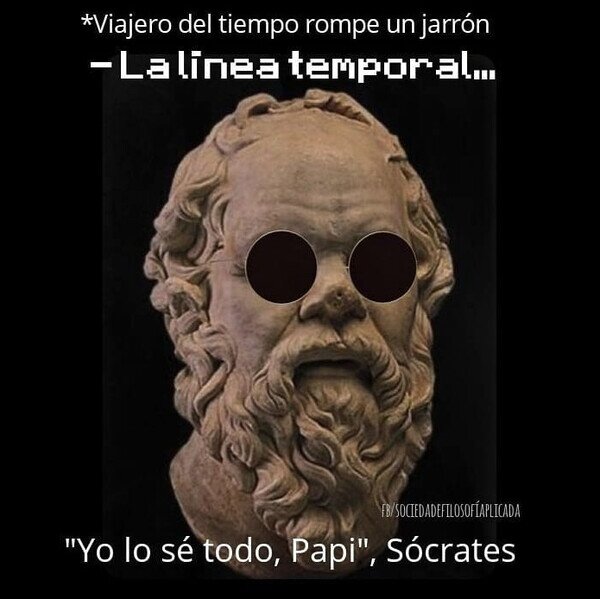 *Viajero del tiempo rompe un jarrón
- La línea temporal...
FB/SOCIEDADEFILOSOFÍAPLICADA
"Yo lo sé todo, Papi", Sócrates